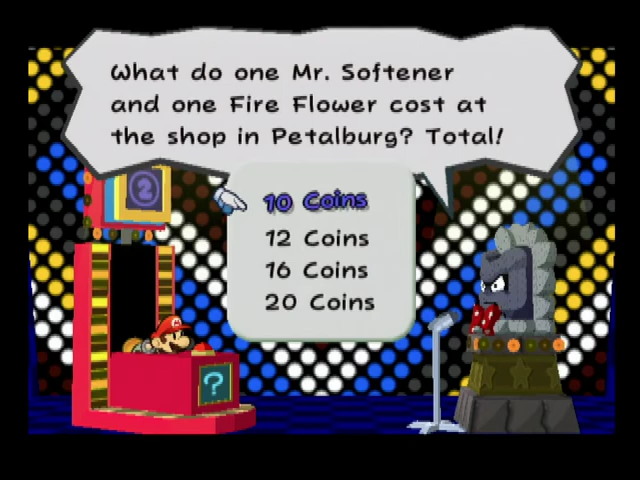 What do one Mr. Softener
and one Fire Flower cost at
the shop in Petalburg? Total!
2
10 Coins
12 Coins
16 Coins
20 Coins
?